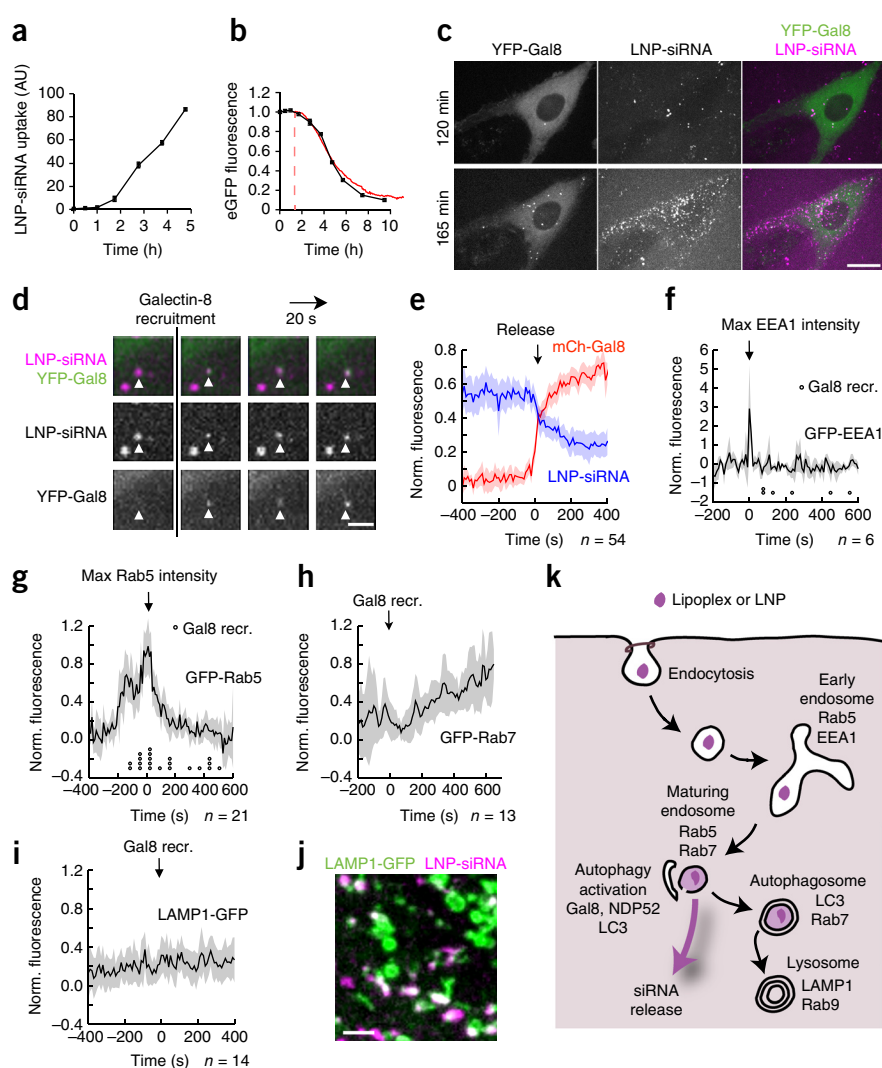 a
LNP-siRNA uptake (AU)
100
80
60
40
20
0
0 1 2 3 4 5
Time (h)
b
eGFP fluorescence
1.2
1.0
0.8
0.6
0.4
0.2
0
0 2 4 6 8 10
Time (h)
c
YFP-Gal8
LNP-siRNA
YFP-Gal8
LNP-siRNA
120 min
165 min
d
Galectin-8
recruitment
20 s
LNP-siRNA
YFP-Gal8
LNP-siRNA
YFP-Gal8
e
Release
mCh-Gal8
LNP-siRNA
Norm. fluorescence
0.8
0.6
0.4
0.2
0
–400 –200 0 200 400
Time (s) n = 54
f
Max EEA1 intensity
Gal8 recr.
GFP-EEA1
Norm. fluorescence
7
6
5
4
3
2
1
0
–1
–2
–200 0 200 400 600
Time (s) n = 6
g
Max Rab5 intensity
Gal8 recr.
GFP-Rab5
Norm. fluorescence
1.2
0.8
0.4
0.0
–0.4
–400 –200 0 200 400 600
Time (s) n = 21
h
Gal8 recr.
GFP-Rab7
Norm. fluorescence
1.2
0.8
0.4
0.0
–0.4
–200 0 200 400 600
Time (s) n = 13
i
Gal8 recr.
LAMP1-GFP
Norm. fluorescence
1.2
0.8
0.4
0.0
–0.4
–400 –200 0 200 400
Time (s) n = 14
j
LAMP1-GFP LNP-siRNA
k
Lipoplex or LNP
Endocytosis
Early
endosome
Rab5
EEA1
Maturing
endosome
Rab5
Rab7
Autophagy
activation
Gal8, NDP52
LC3
Autophagosome
LC3
Rab7
Lysosome
LAMP1
Rab9
siRNA
release